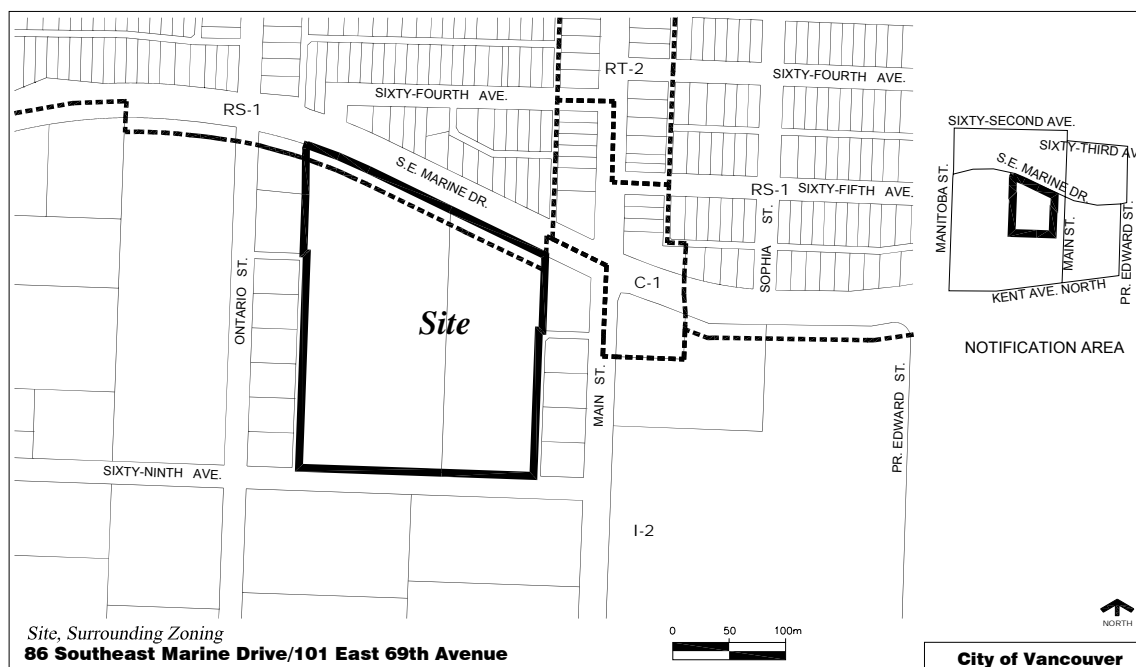 RT-2
SIXTY-FOURTH AVE.
SIXTY-FOURTH AVE.
RS-1
S.E. MARINE DR.
RS-1
SIXTY-FIFTH AVE.
SOPHIA ST.
C-1
ONTARIO ST.
Site
MAIN ST.
PR. EDWARD ST.
SIXTY-NINTH AVE.
I-2
SIXTY-SECOND AVE.
SIXTY-THIRD AV
S.E. MARINE DR.
MANITOBA ST.
MAIN ST.
PR. EDWARD ST.
KENT AVE. NORTH
NOTIFICATION AREA
NORTH
Site, Surrounding Zoning
86 Southeast Marine Drive/101 East 69th Avenue
0 50 100m
City of Vancouver